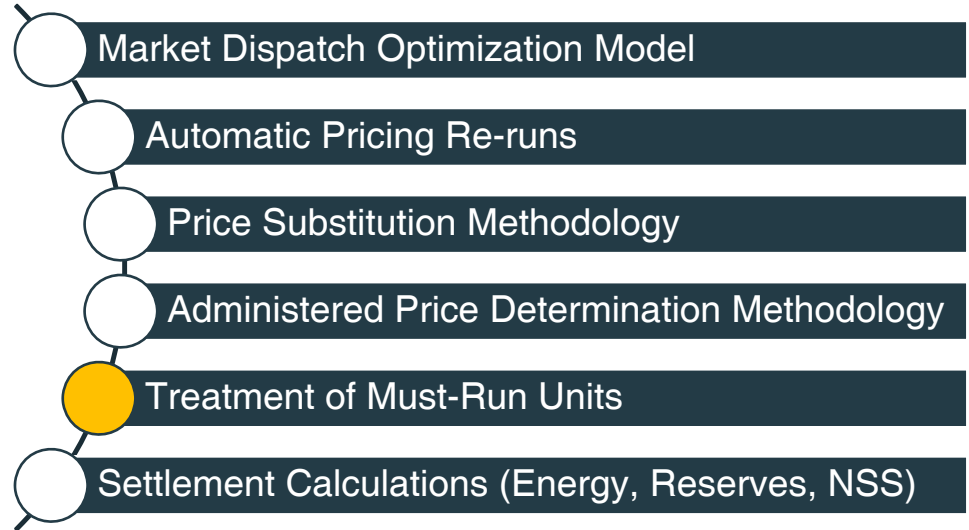 Market Dispatch Optimization Model
Automatic Pricing Re-runs
Price Substitution Methodology
Administered Price Determination Methodology
Treatment of Must-Run Units
Settlement Calculations (Energy, Reserves, NSS)